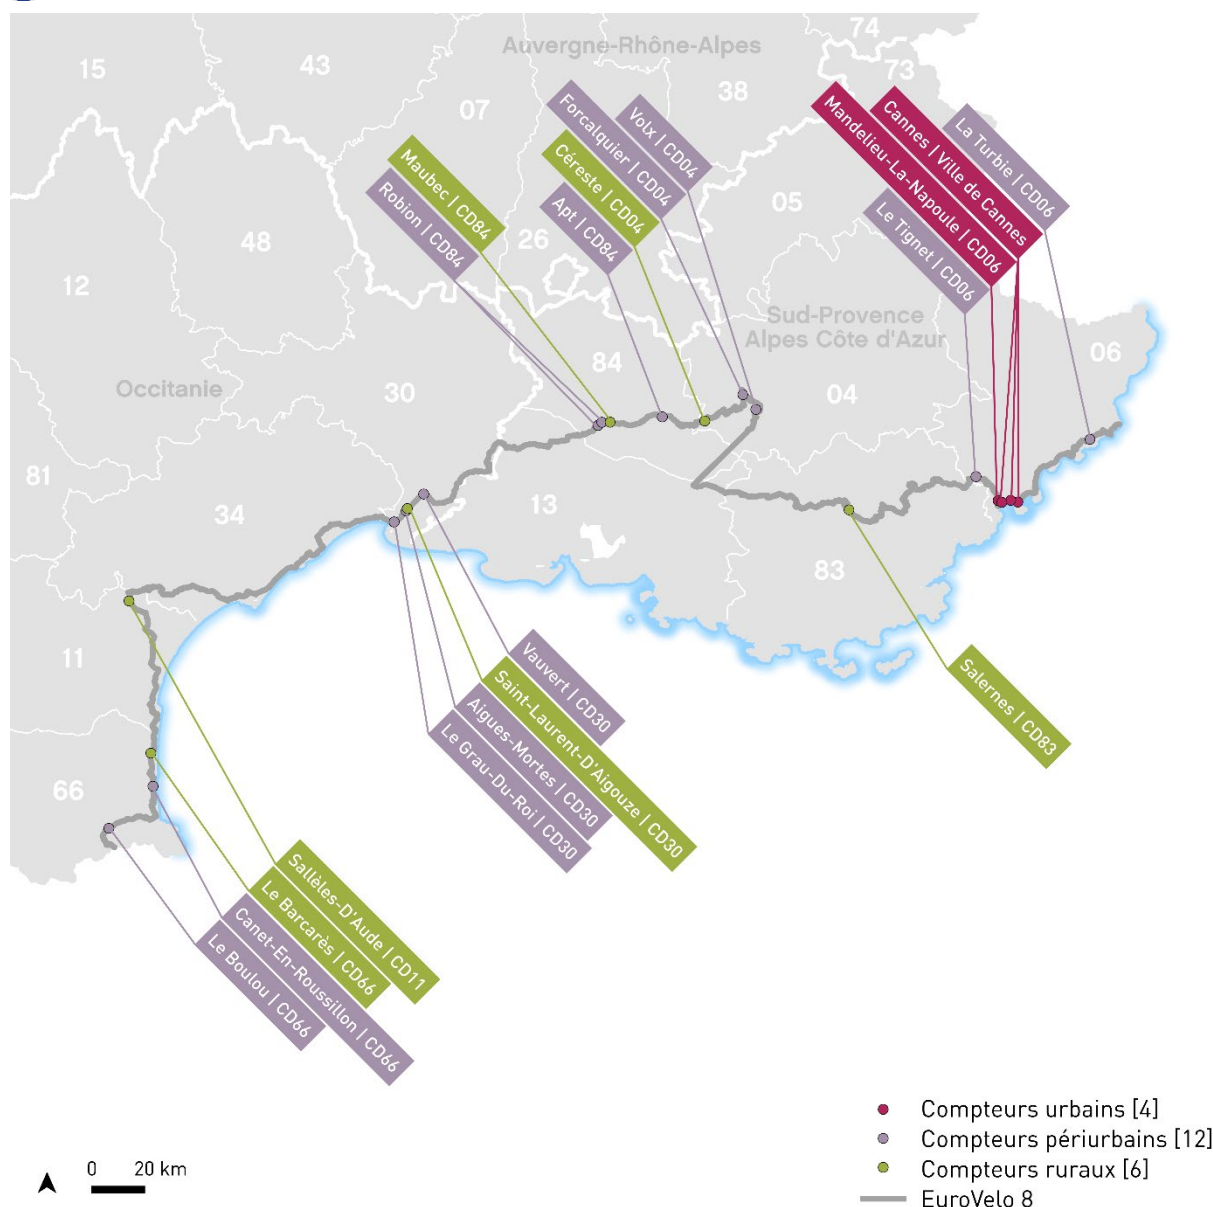 74
Auvergne-Rhône-Alpes
15
43
73
38
07
Volx | CD04
Forcalquier | CD04
Céreste | CD04
Apt | CD84
Maubec | CD84
Robion | CD84
La Turbie | CD06
Cannes | Ville de Cannes
Mandelieu-La-Napoule | CD06
Le Tignet | CD06
05
48
26
12
Sud-Provence
Alpes Côte d'Azur
84
06
Occitanie
30
04
81
34
13
83
11
66
Vauvert | CD30
Saint-Laurent-D'Aigouze | CD30
Aigues-Mortes | CD30
Le Grau-Du-Roi | CD30
Salernes | CD83
Sallèles-D'Aude | CD11
Le Barcarès | CD66
Canet-En-Roussillon | CD66
Le Boulou | CD66
Compteurs urbains [4]
Compteurs périurbains [12]
Compteurs ruraux [6]
EuroVelo 8
0 20 km